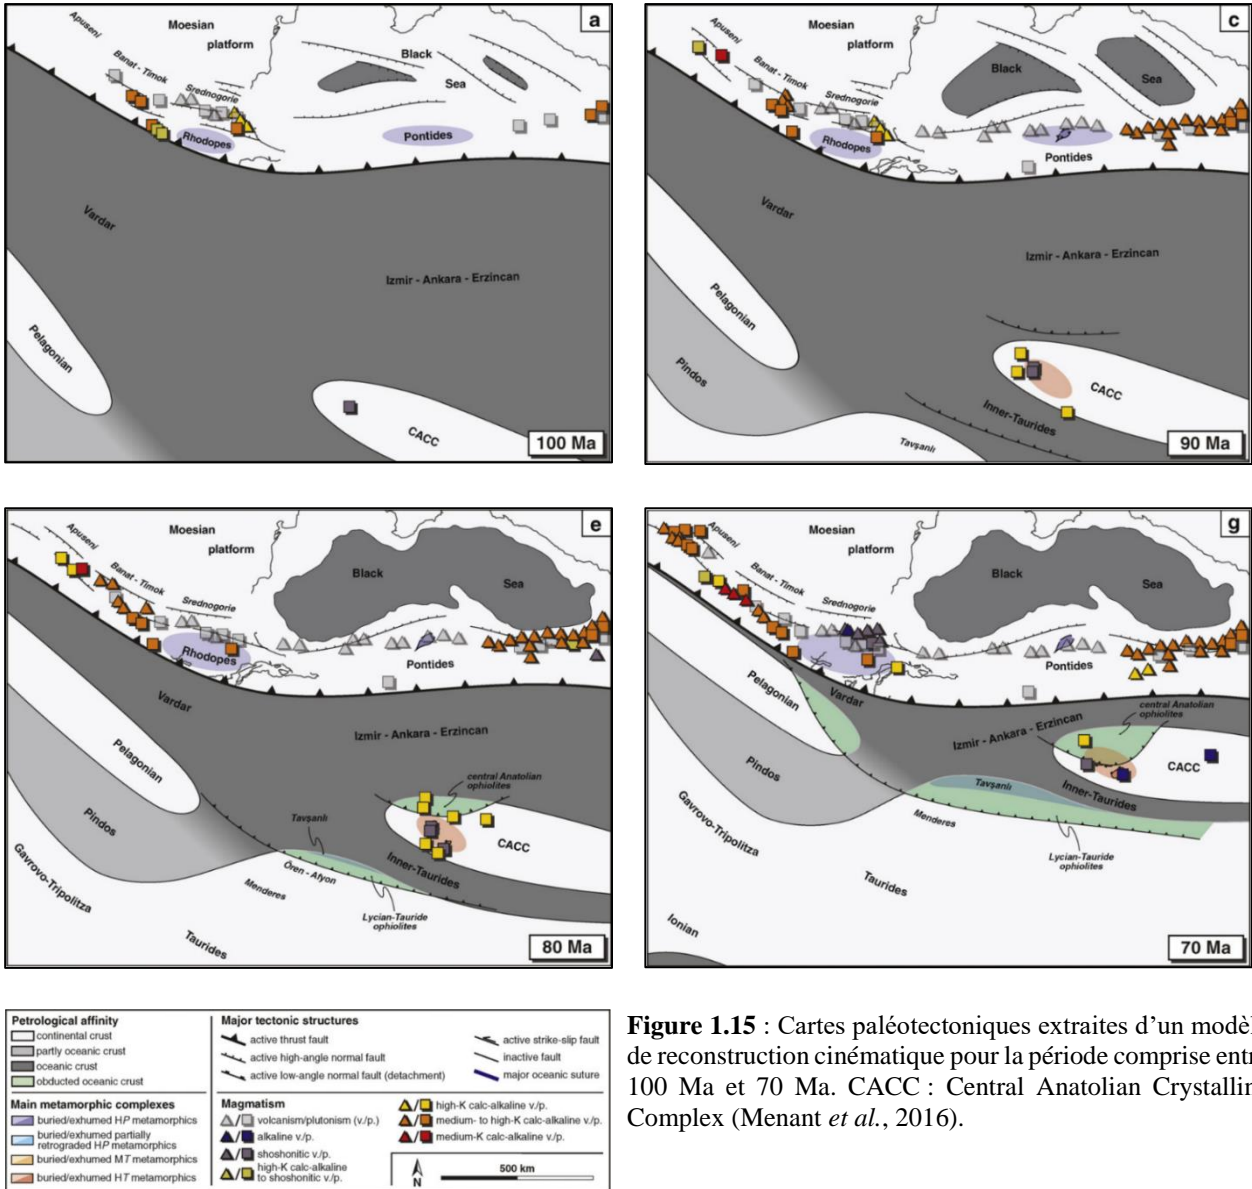 a
Apuseni
Moesian
platform
Banat - Timok
Srednogorie
Black
Sea
Rhodopes
Pontides
Vardar
Izmir - Ankara - Erzincan
Pelagonian
CACC
100 Ma
c
Apuseni
Moesian
platform
Banat - Timok
Srednogorie
Black
Sea
Rhodopes
Pontides
Vardar
Izmir - Ankara - Erzincan
Pelagonian
Pindos
CACC
Inner-Taurides
Tavşanlı
90 Ma
e
Apuseni
Moesian
platform
Banat - Timok
Srednogorie
Black
Sea
Rhodopes
Pontides
Vardar
Izmir - Ankara - Erzincan
Pelagonian
central Anatolian
ophiolites
Tavşanlı
Pindos
CACC
Ören - Afyon
Inner-Taurides
Menderes
Lycian-Tauride
ophiolites
Gavrovo-Tripolitza
Taurides
80 Ma
g
Apuseni
Moesian
platform
Banat - Timok
Srednogorie
Black
Sea
Pontides
Pelagonian
Vardar
Izmir - Ankara - Erzincan
central Anatolian
ophiolites
CACC
Pindos
Tavşanlı
Inner-Taurides
Menderes
Gavrovo-Tripolitza
Lycian-Tauride
ophiolites
Taurides
Ionian
70 Ma
Petrological affinity
continental crust
partly oceanic crust
oceanic crust
obducted oceanic crust
Major tectonic structures
active thrust fault
active high-angle normal fault
active low-angle normal fault (detachment)
active strike-slip fault
inactive fault
major oceanic suture
Main metamorphic complexes
buried/exhumed HP metamorphics
buried/exhumed partially
retrograded HP metamorphics
buried/exhumed MT metamorphics
buried/exhumed HT metamorphics
Magmatism
volcanism/plutonism (v./p.)
alkaline v./p.
shoshonitic v./p.
high-K calc-alkaline
to shoshonitic v./p.
high-K calc-alkaline v./p.
medium- to high-K calc-alkaline v./p.
medium-K calc-alkaline v./p.
N
500 km
Figure 1.15 : Cartes paléotectoniques extraites d'un modèl
de reconstruction cinématique pour la période comprise entr
100 Ma et 70 Ma. CACC : Central Anatolian Crystallin
Complex (Menant et al., 2016).